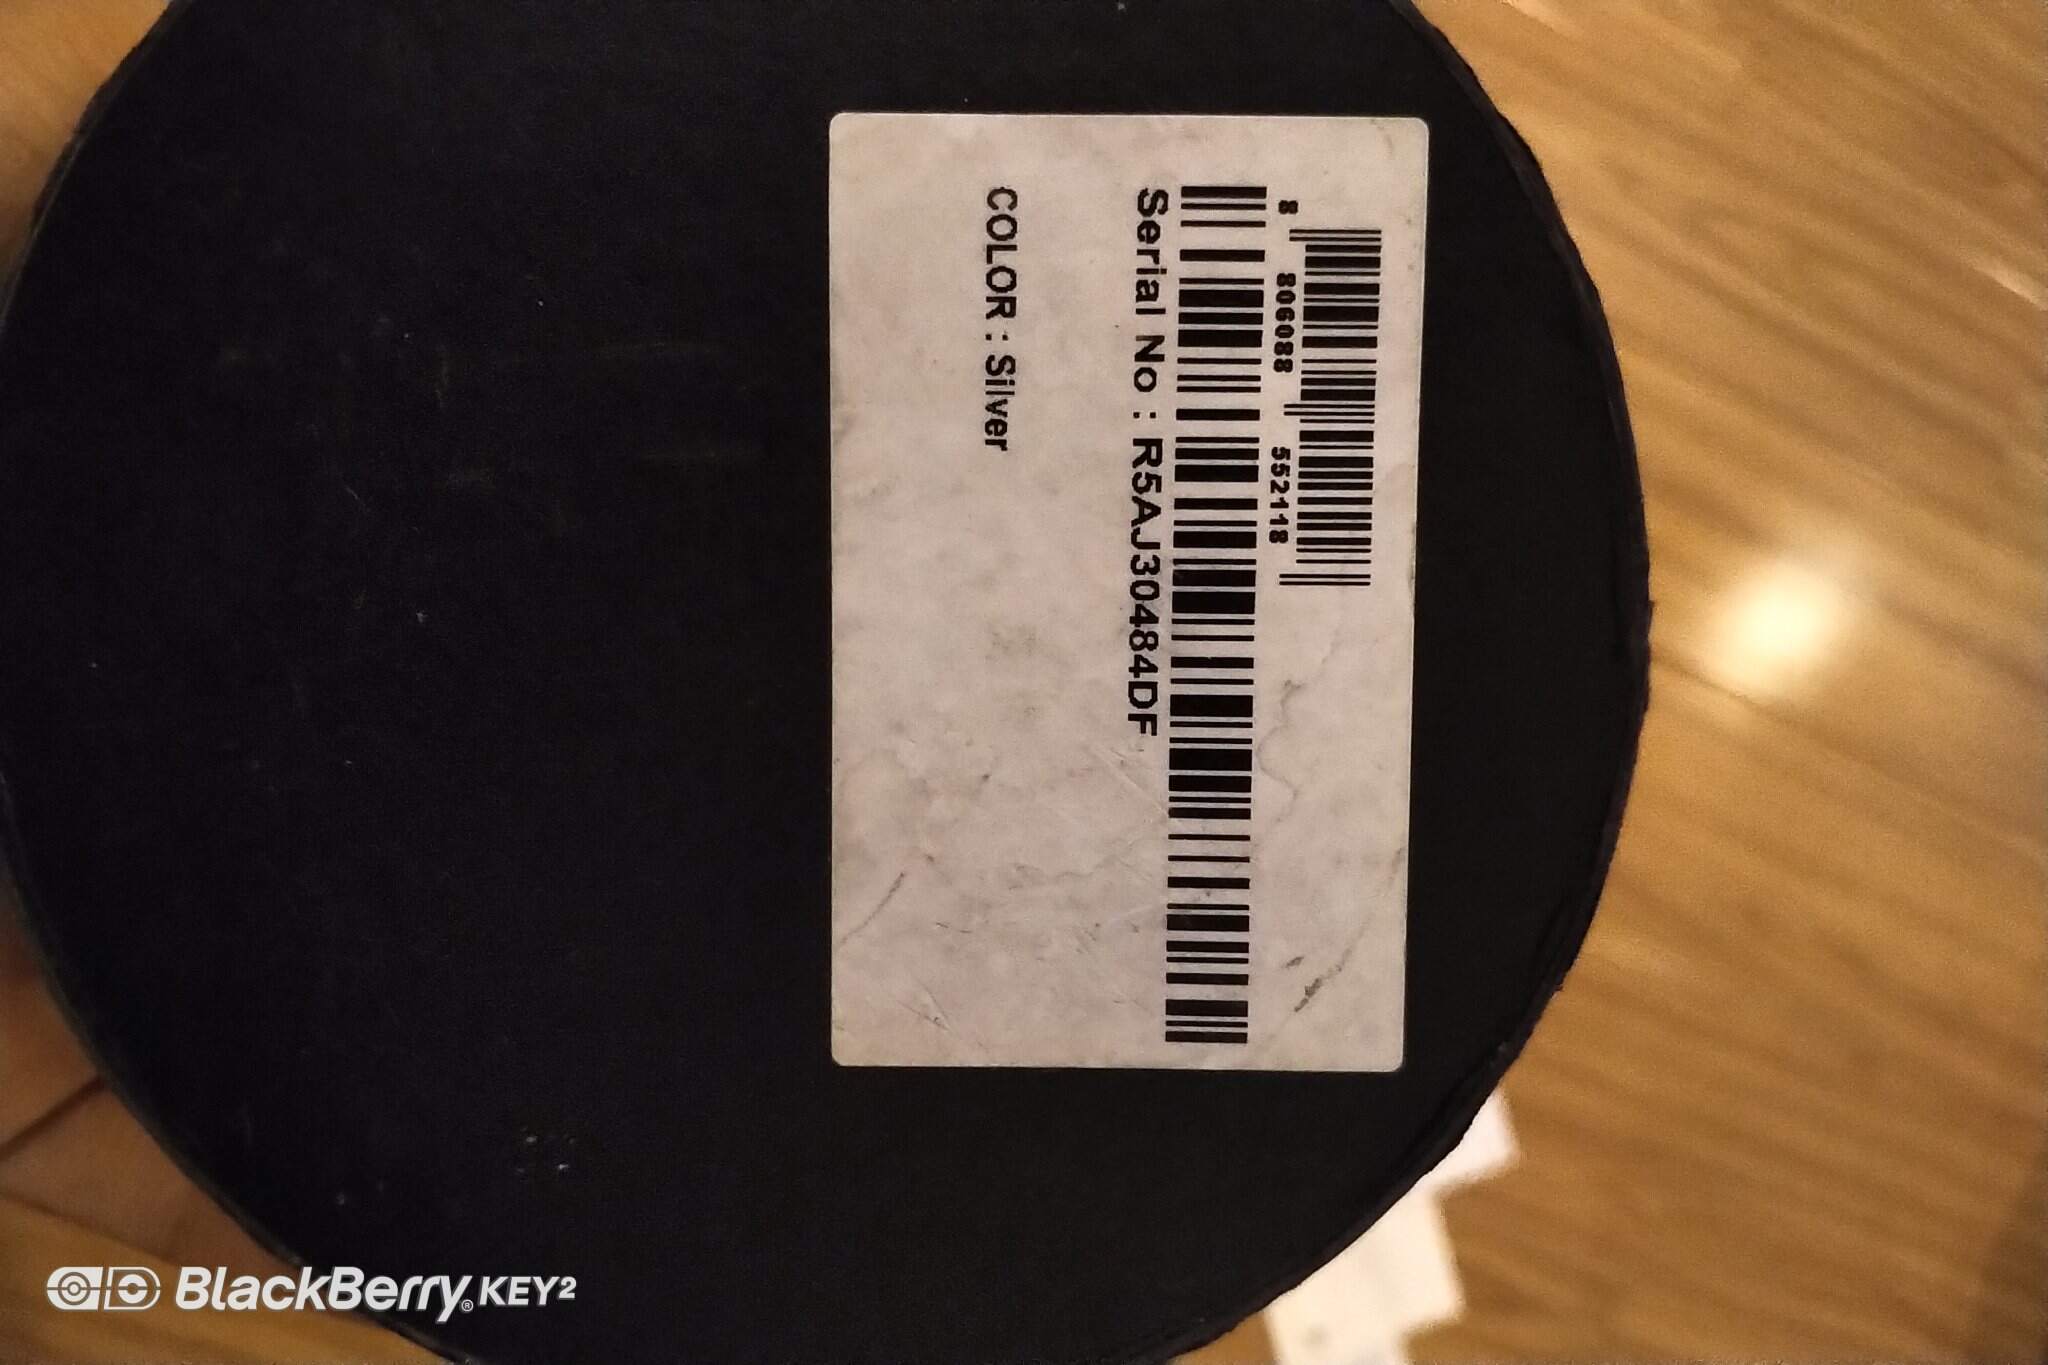 8 806088 552118
Serial No : R5AJ30484DF
COLOR : Silver
BlackBerry® KEY2